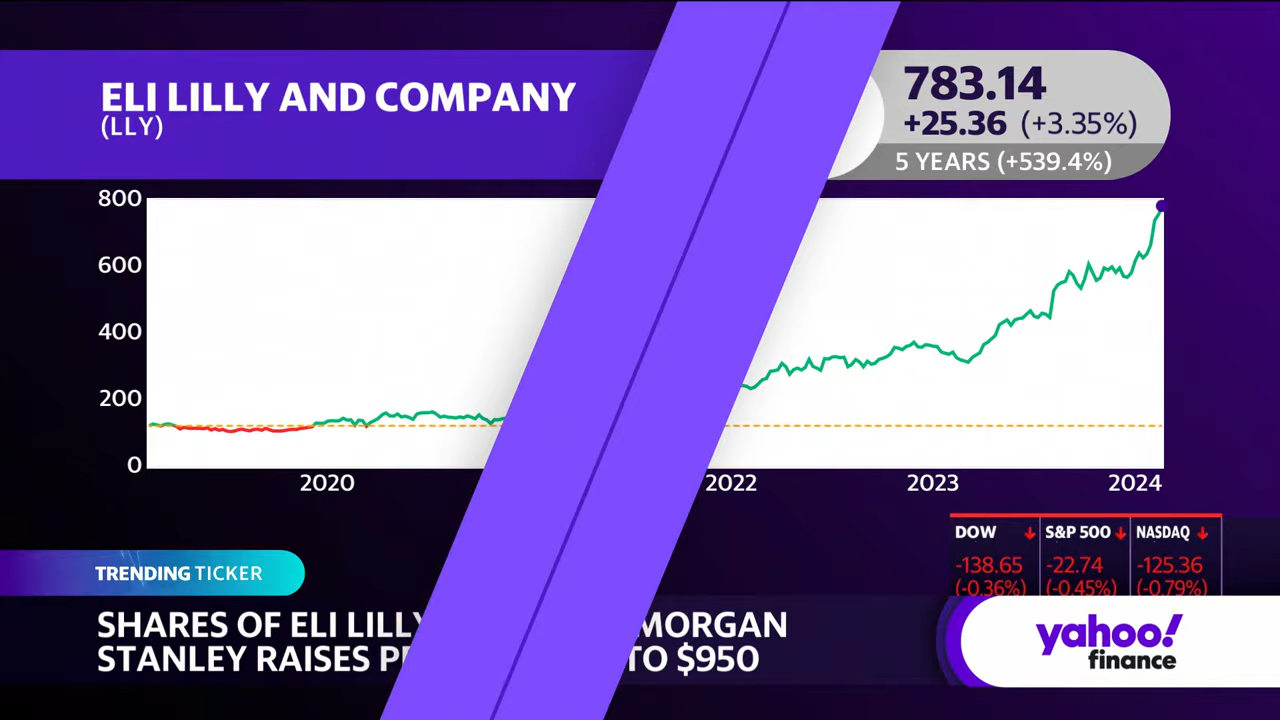 ELI LILLY AND COMPANY
(LLY)
783.14
+25.36 (+3.35%)
5 YEARS (+539.4%)
800
600
400
200
0
2020
2022
2023
2024
DOW
-138.65
(-0.36%)
S&P 500
-22.74
(-0.45%)
NASDAQ
-125.36
(-0.79%)
TRENDING TICKER
SHARES OF ELI LILLY MORGAN
STANLEY RAISES TO $950
yahoo!
finance